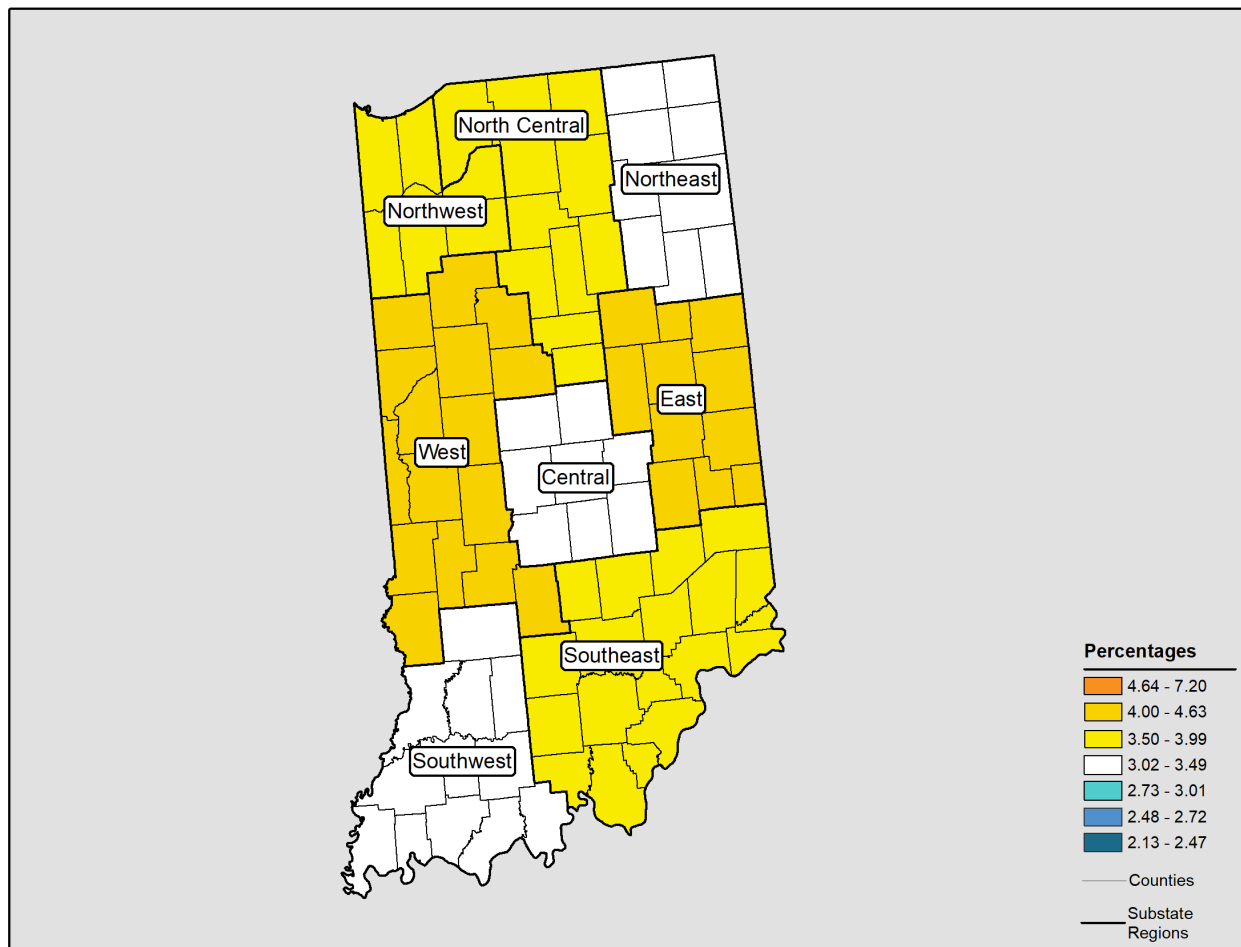 North Central
Northeast
Northwest
East
West
Central
Southeast
Southwest
Percentages
4.64 - 7.20
4.00 - 4.63
3.50 - 3.99
3.02 - 3.49
2.73 - 3.01
2.48 - 2.72
2.13 - 2.47
Counties
Substate
Regions